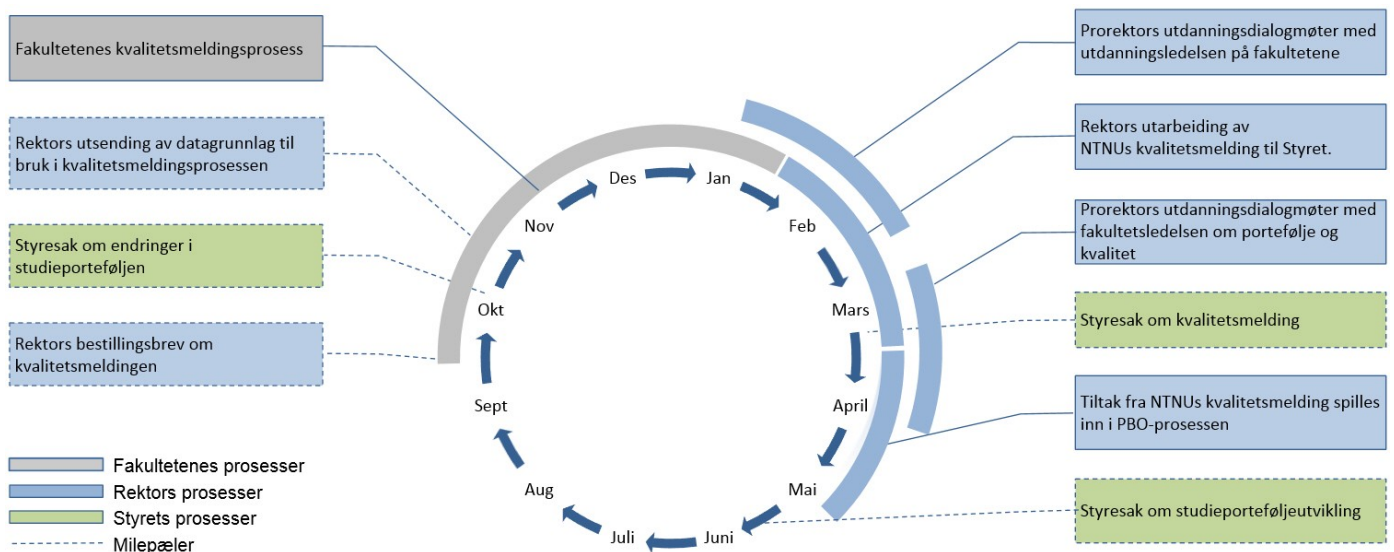 Fakultetenes kvalitetsmeldingsprosess
Rektors utsending av datagrunnlag til
bruk i kvalitetsmeldingsprosessen
Styresak om endringer i
studieporteføljen
Rektors bestillingsbrev om
kvalitetsmeldingen
Fakultetenes prosesser
Rektors prosesser
Styrets prosesser
Milepæler
Jan
Feb
Mars
April
Mai
Juni
Juli
Aug
Sept
Okt
Nov
Des
Prorektors utdanningsdialogmøter med
utdanningsledelsen på fakultetene
Rektors utarbeiding av
NTNUs kvalitetsmelding til Styret.
Prorektors utdanningsdialogmøter med
fakultetsledelsen om portefølje og
kvalitet
Styresak om kvalitetsmelding
Tiltak fra NTNUs kvalitetsmelding spilles
inn i PBO-prosessen
Styresak om studieporteføljeutvikling